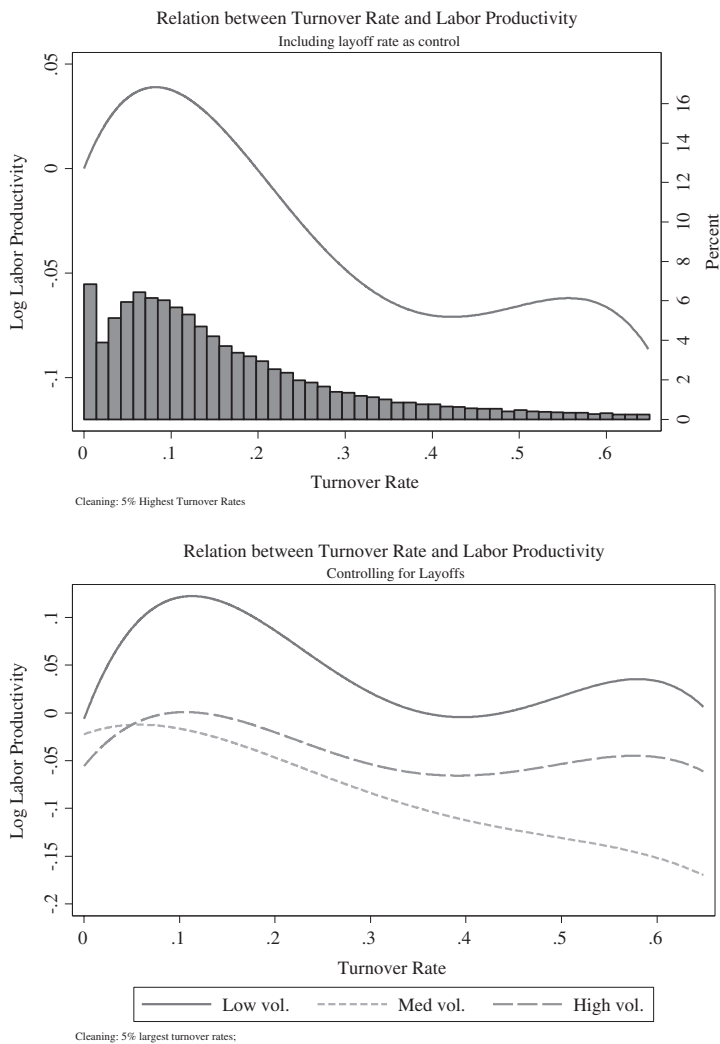 Relation between Turnover Rate and Labor Productivity
Including layoff rate as control
Log Labor Productivity
.05
0
-.05
-.1
Percent
16
14
12
10
8
6
4
2
0
0 .1 .2 .3 .4 .5 .6
Turnover Rate
Cleaning: 5% Highest Turnover Rates
Relation between Turnover Rate and Labor Productivity
Controlling for Layoffs
Log Labor Productivity
.1
.05
0
-.05
-.1
-.15
-.2
0 .1 .2 .3 .4 .5 .6
Turnover Rate
Low vol. Med vol. High vol.
Cleaning: 5% largest turnover rates;